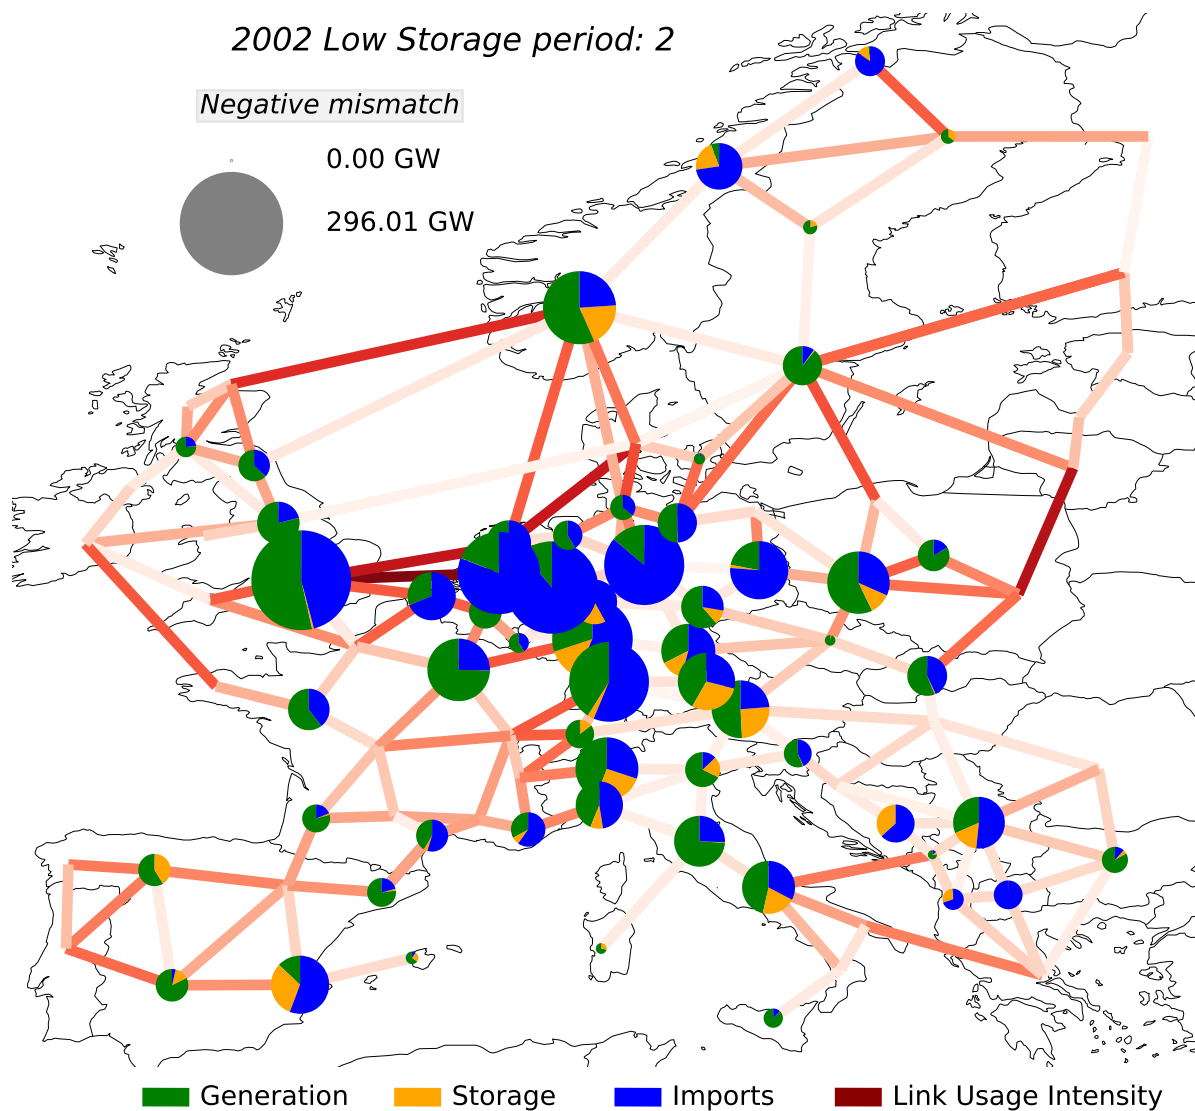 2002 Low Storage period: 2
Negative mismatch
0.00 GW
296.01 GW
Generation
Storage
Imports
Link Usage Intensity